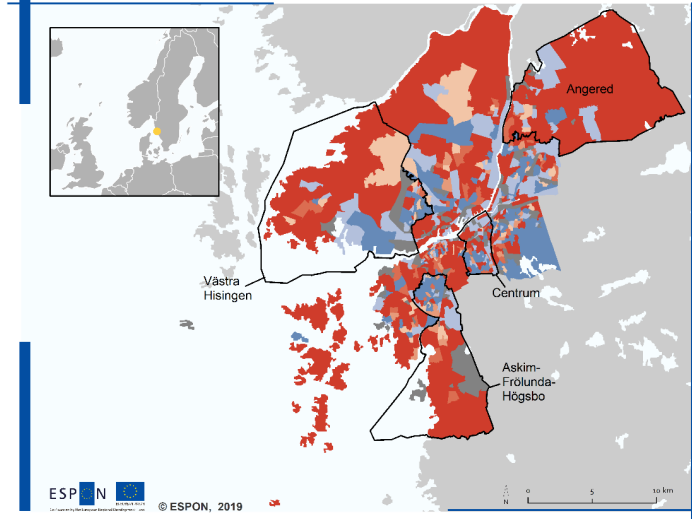 Angered
Västra
Hisingen
Centrum
Askim-
Frölunda-
Högsbo
ESPON
© ESPON, 2019
N
0 5 10 km